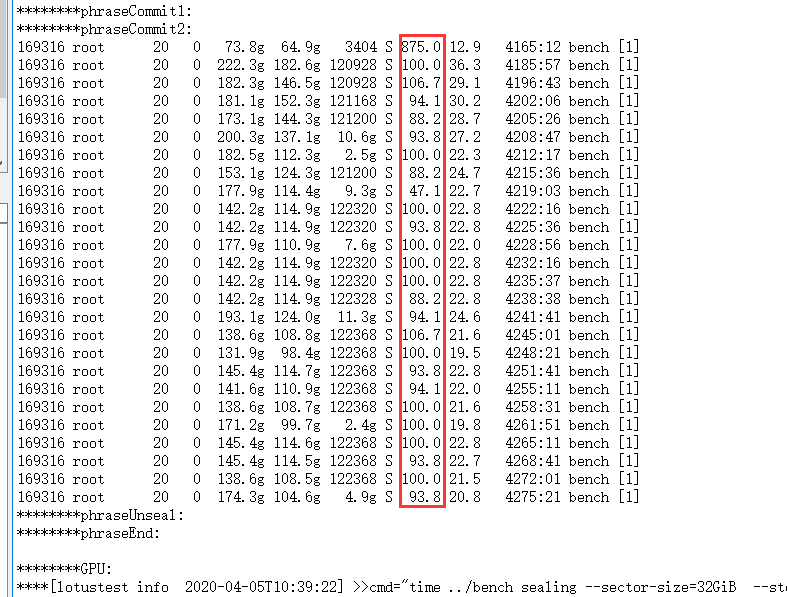 ********phraseCommit1:
********phraseCommit2:
169316 root 20 0 73.8g 64.9g 3404 S 875.0 12.9 4165:12 bench [1]
169316 root 20 0 222.3g 182.6g 120928 S 100.0 36.3 4185:57 bench [1]
169316 root 20 0 182.3g 146.5g 120928 S 106.7 29.1 4196:43 bench [1]
169316 root 20 0 181.1g 152.3g 121168 S 94.1 30.2 4202:06 bench [1]
169316 root 20 0 173.1g 144.3g 121200 S 88.2 28.7 4205:26 bench [1]
169316 root 20 0 200.3g 137.1g 10.6g S 93.8 27.2 4208:47 bench [1]
169316 root 20 0 182.5g 112.3g 2.5g S 100.0 22.3 4212:17 bench [1]
169316 root 20 0 153.1g 124.3g 121200 S 88.2 24.7 4215:36 bench [1]
169316 root 20 0 177.9g 114.4g 9.3g S 47.1 22.7 4219:03 bench [1]
169316 root 20 0 142.2g 114.9g 122320 S 100.0 22.8 4222:16 bench [1]
169316 root 20 0 142.2g 114.9g 122320 S 93.8 22.8 4225:36 bench [1]
169316 root 20 0 177.9g 110.9g 7.6g S 100.0 22.0 4228:56 bench [1]
169316 root 20 0 142.2g 114.9g 122320 S 100.0 22.8 4232:16 bench [1]
169316 root 20 0 142.2g 114.9g 122320 S 100.0 22.8 4235:37 bench [1]
169316 root 20 0 142.2g 114.9g 122328 S 88.2 22.8 4238:38 bench [1]
169316 root 20 0 193.1g 124.0g 11.3g S 94.1 24.6 4241:41 bench [1]
169316 root 20 0 138.6g 108.8g 122368 S 106.7 21.6 4245:01 bench [1]
169316 root 20 0 131.9g 98.4g 122368 S 100.0 19.5 4248:21 bench [1]
169316 root 20 0 145.4g 114.7g 122368 S 93.8 22.8 4251:41 bench [1]
169316 root 20 0 141.6g 110.9g 122368 S 94.1 22.0 4255:11 bench [1]
169316 root 20 0 138.6g 108.7g 122368 S 100.0 21.6 4258:31 bench [1]
169316 root 20 0 171.2g 99.7g 2.4g S 100.0 19.8 4261:51 bench [1]
169316 root 20 0 145.4g 114.6g 122368 S 100.0 22.8 4265:11 bench [1]
169316 root 20 0 145.4g 114.5g 122368 S 93.8 22.7 4268:41 bench [1]
169316 root 20 0 138.6g 108.5g 122368 S 100.0 21.5 4272:01 bench [1]
169316 root 20 0 174.3g 104.6g 4.9g S 93.8 20.8 4275:21 bench [1]
********phraseUnseal:
********phraseEnd:
********GPU:
****[lotustest info 2020-04-05T10:39:22] >>cmd="time ../bench sealing --sector-size=32GiB